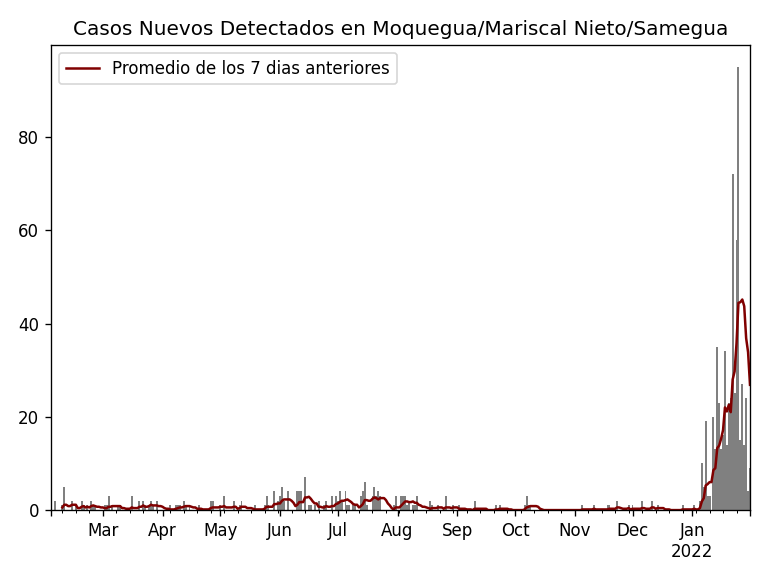 Casos Nuevos Detectados en Moquegua/Mariscal Nieto/Samegua
Promedio de los 7 dias anteriores
80
60
40
20
0
Mar Apr May Jun Jul Aug Sep Oct Nov Dec Jan
2022